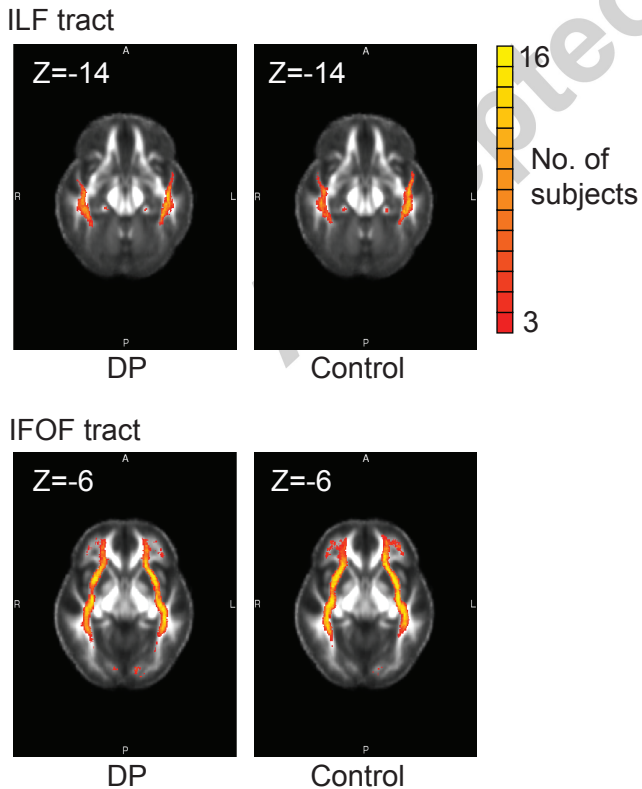 ILF tract
A
Z=-14
R
P
DP
A
Z=-14
L
L
P
Control
16
No. of
subjects
3
IFOF tract
A
Z=-6
R
P
DP
A
Z=-6
R
L
L
P
Control